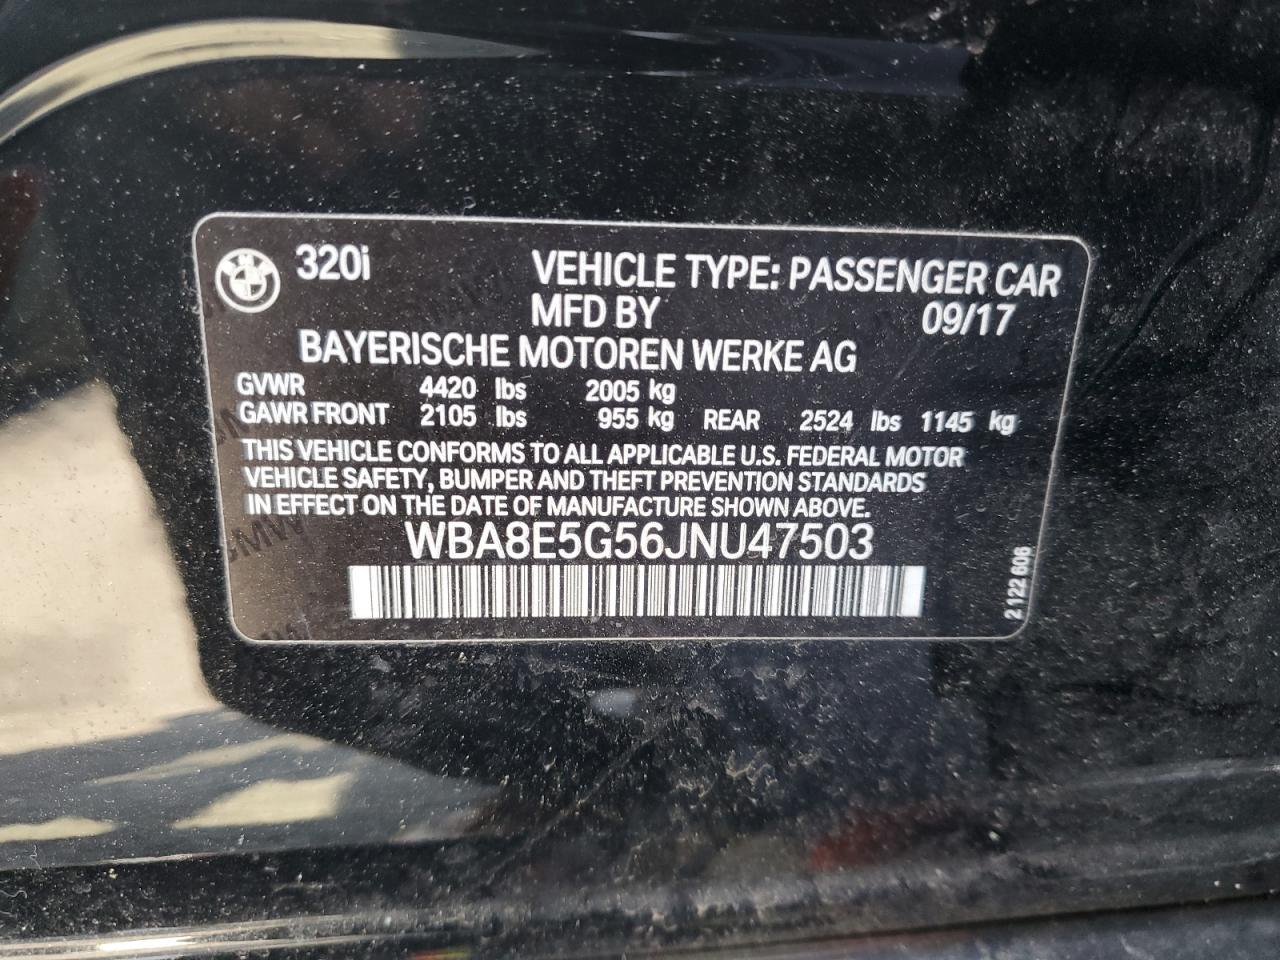 320i VEHICLE TYPE: PASSENGER CAR
MFD BY 09/17
BAYERISCHE MOTOREN WERKE AG
GVWR 4420 lbs 2005 kg
GAWR FRONT 2105 lbs 955 kg REAR 2524 lbs 1145 kg
THIS VEHICLE CONFORMS TO ALL APPLICABLE U.S. FEDERAL MOTOR
VEHICLE SAFETY, BUMPER AND THEFT PREVENTION STANDARDS
IN EFFECT ON THE DATE OF MANUFACTURE SHOWN ABOVE.
WBA8E5G56JNU47503
2 122 606